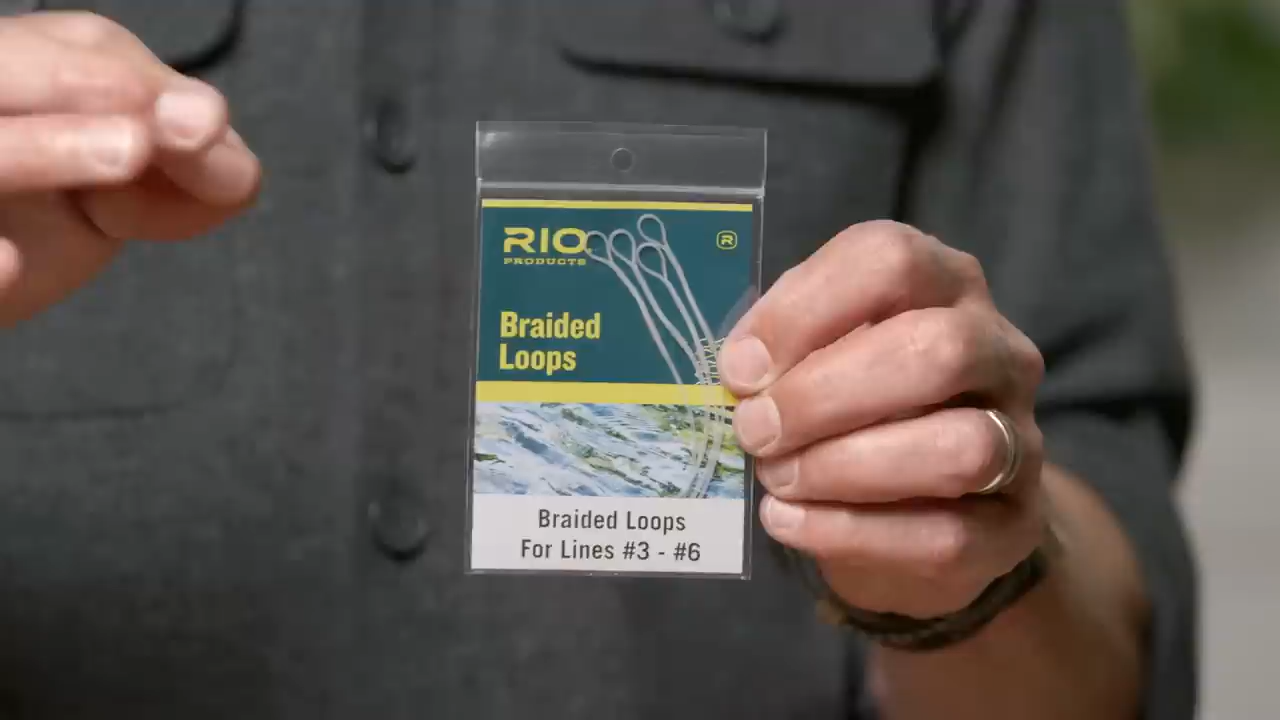 RIO
PRODUCTS
R
Braided
Loops
Braided Loops
For Lines #3 - #6